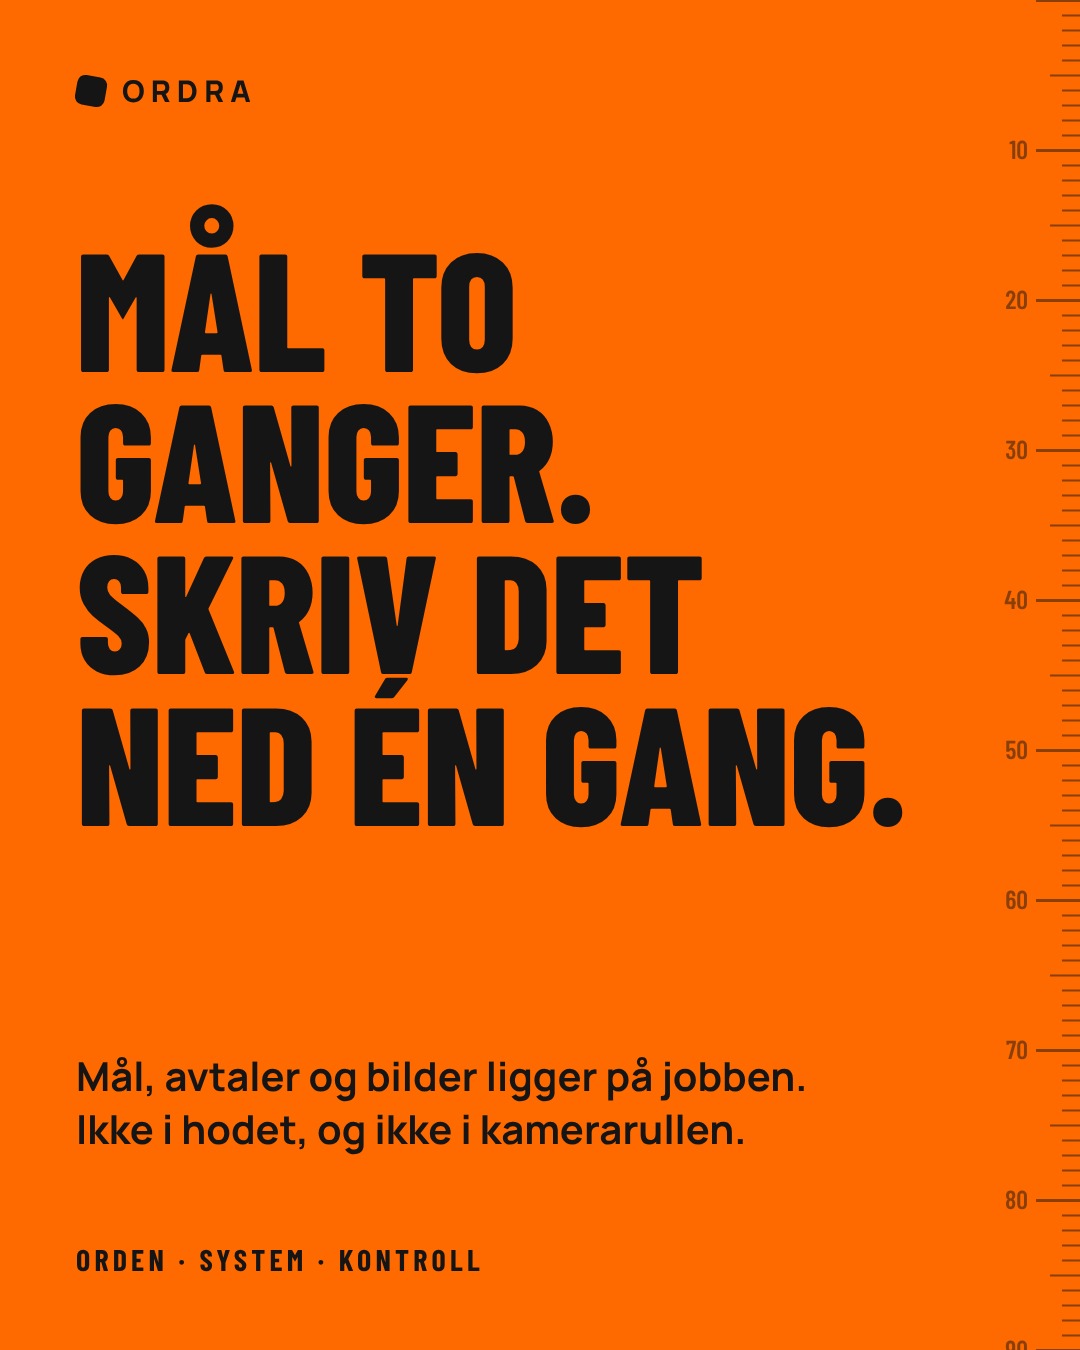 ORDRA
MÅL TO
GANGER.
SKRIV DET
NED ÉN GANG.
Mål, avtaler og bilder ligger på jobben.
Ikke i hodet, og ikke i kamerarullen.
ORDEN · SYSTEM · KONTROLL
10
20
30
40
50
60
70
80
90